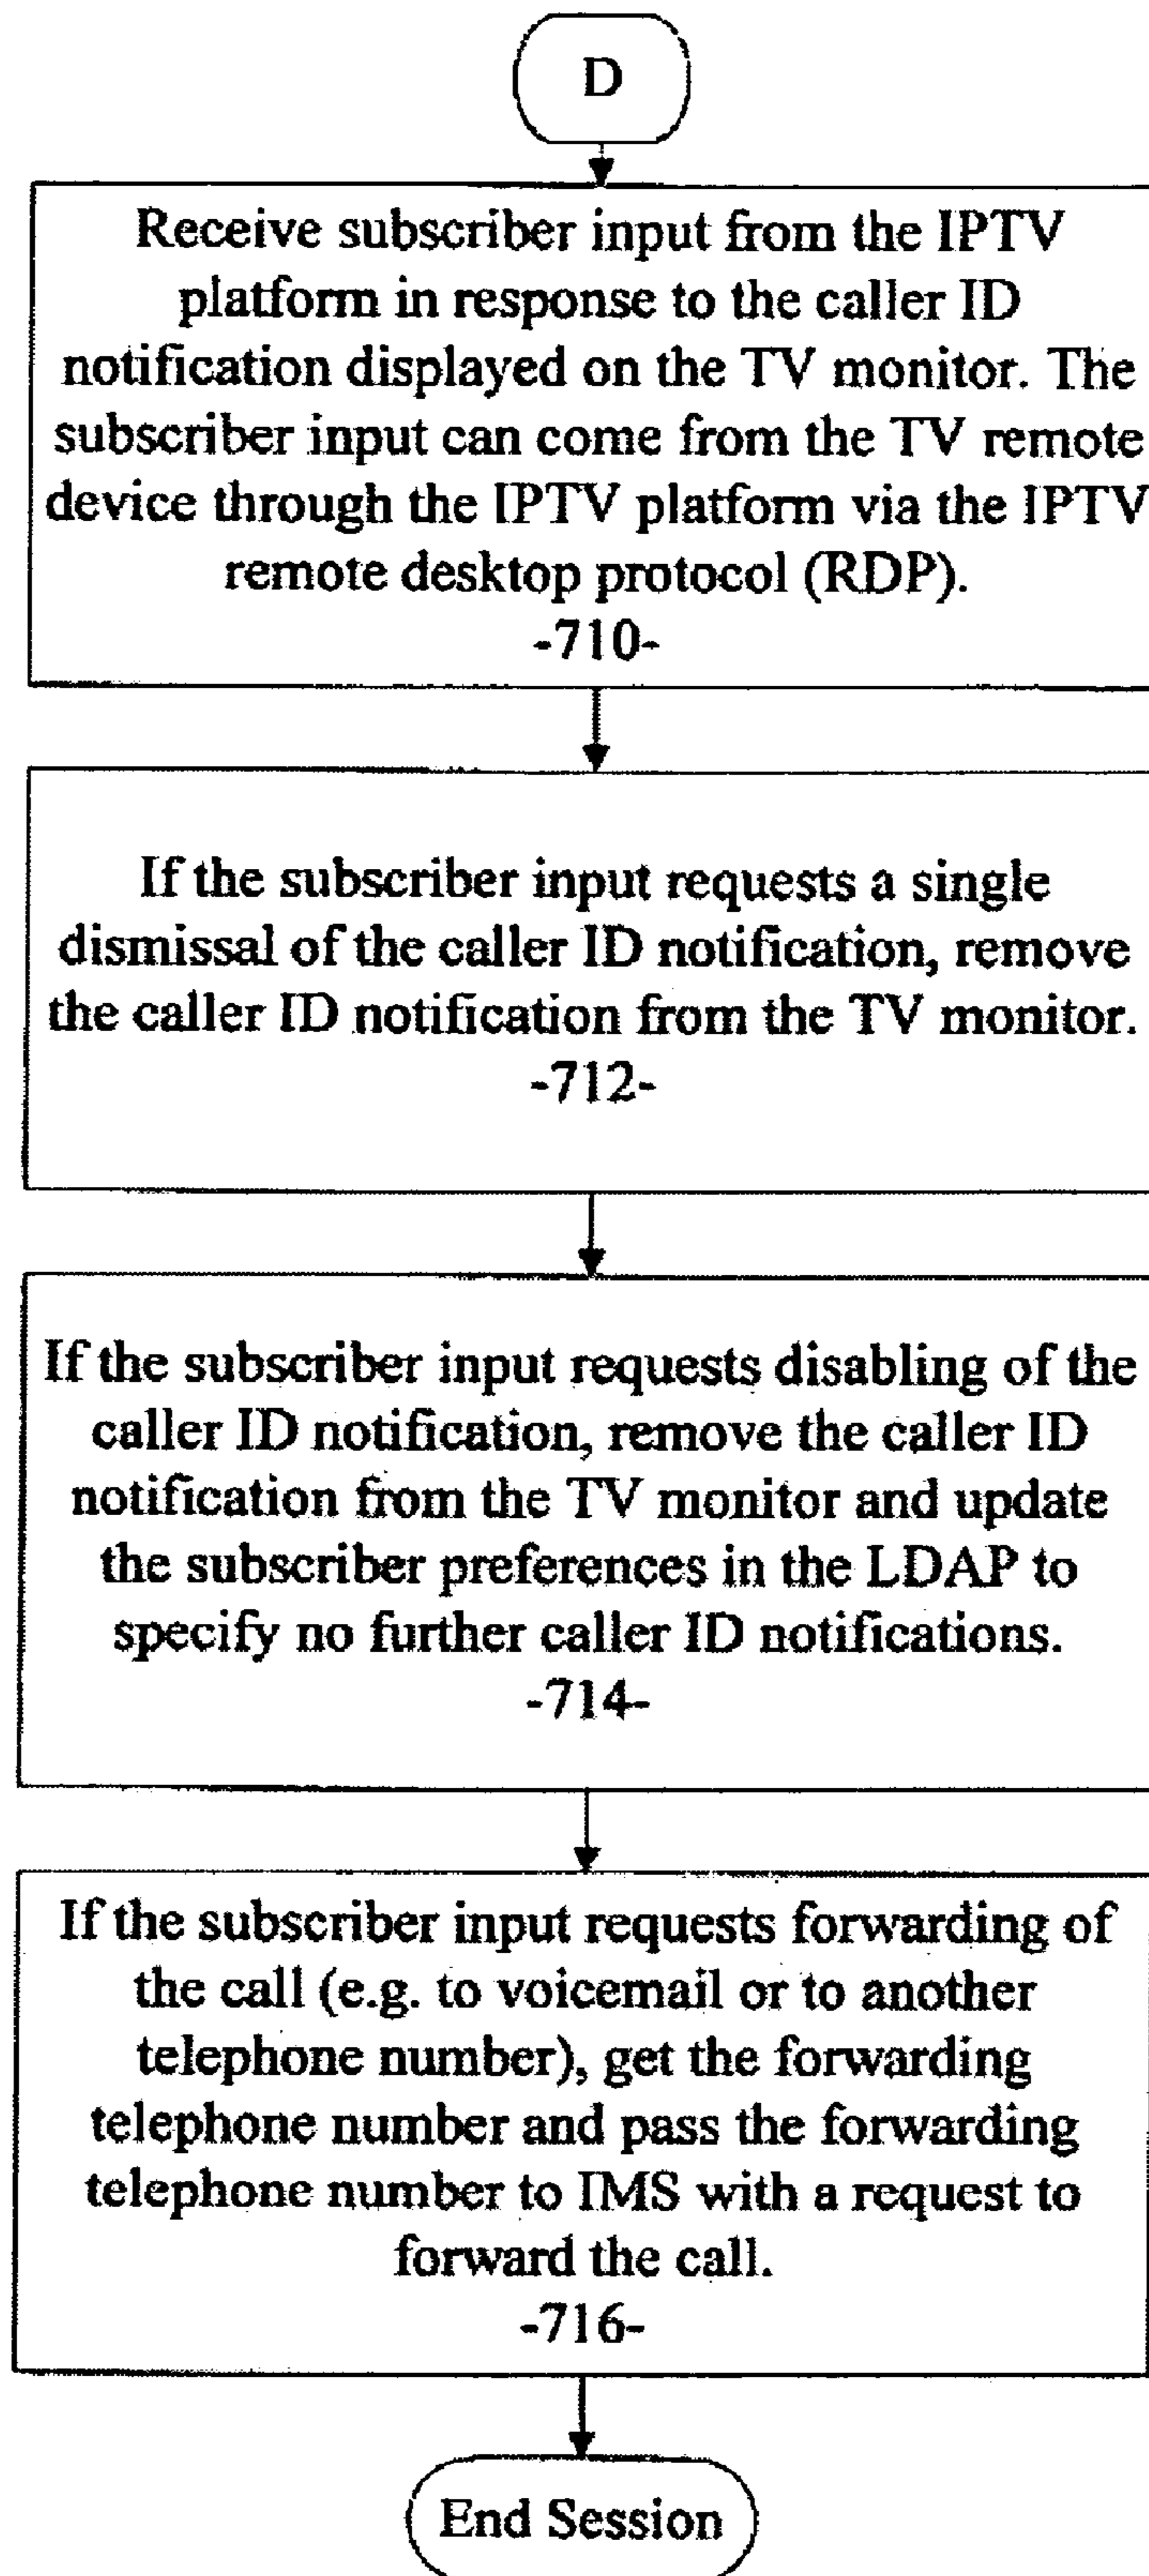 D
Receive subscriber input from the IPTV
platform in response to the caller ID
notification displayed on the TV monitor. The
subscriber input can come from the TV remote
device through the IPTV platform via the IPTV
remote desktop protocol (RDP).
-710-
If the subscriber input requests a single
dismissal of the caller ID notification, remove
the caller ID notification from the TV monitor.
-712-
If the subscriber input requests disabling of the
caller ID notification, remove the caller ID
notification from the TV monitor and update
the subscriber preferences in the LDAP to
specify no further caller ID notifications.
-714-
If the subscriber input requests forwarding of
the call (e.g. to voicemail or to another
telephone number), get the forwarding
telephone number and pass the forwarding
telephone number to IMS with a request to
forward the call.
-716-
End Session